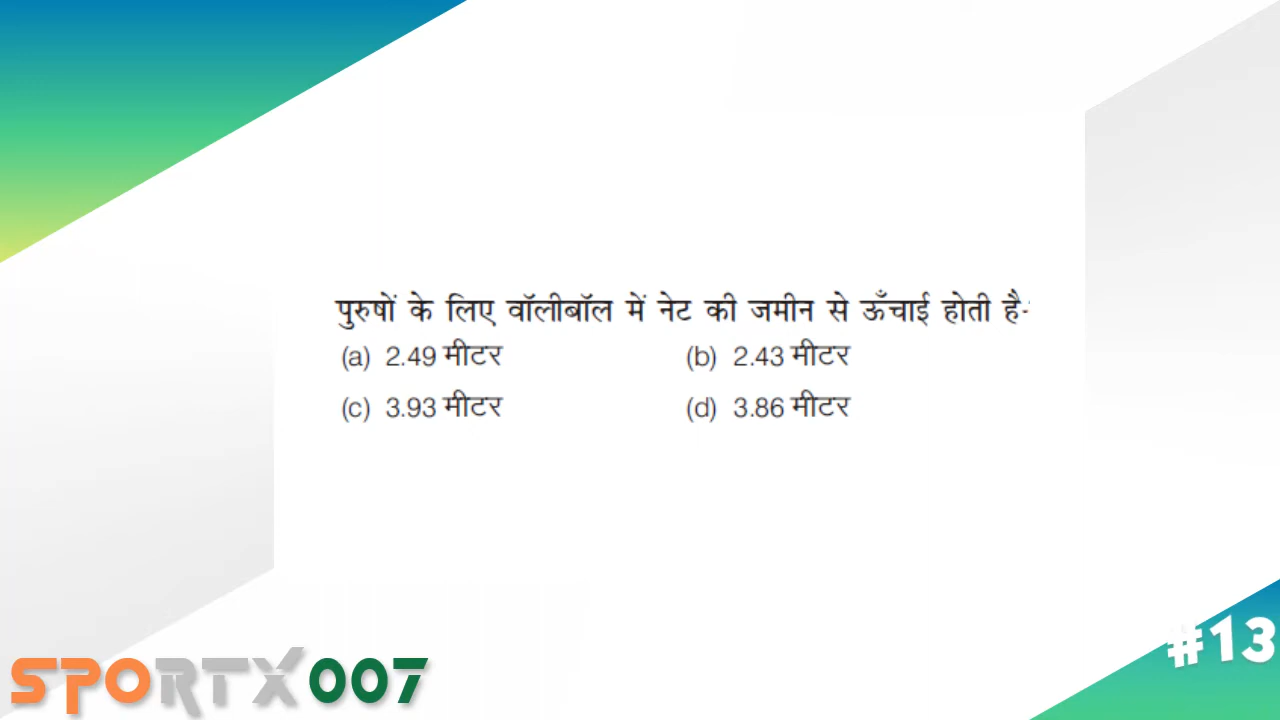 पुरुषों के लिए वॉलीबॉल में नेट की जमीन से ऊँचाई होती है-
(a) 2.49 मीटर (b) 2.43 मीटर
(c) 3.93 मीटर (d) 3.86 मीटर
SPORTX007
#13